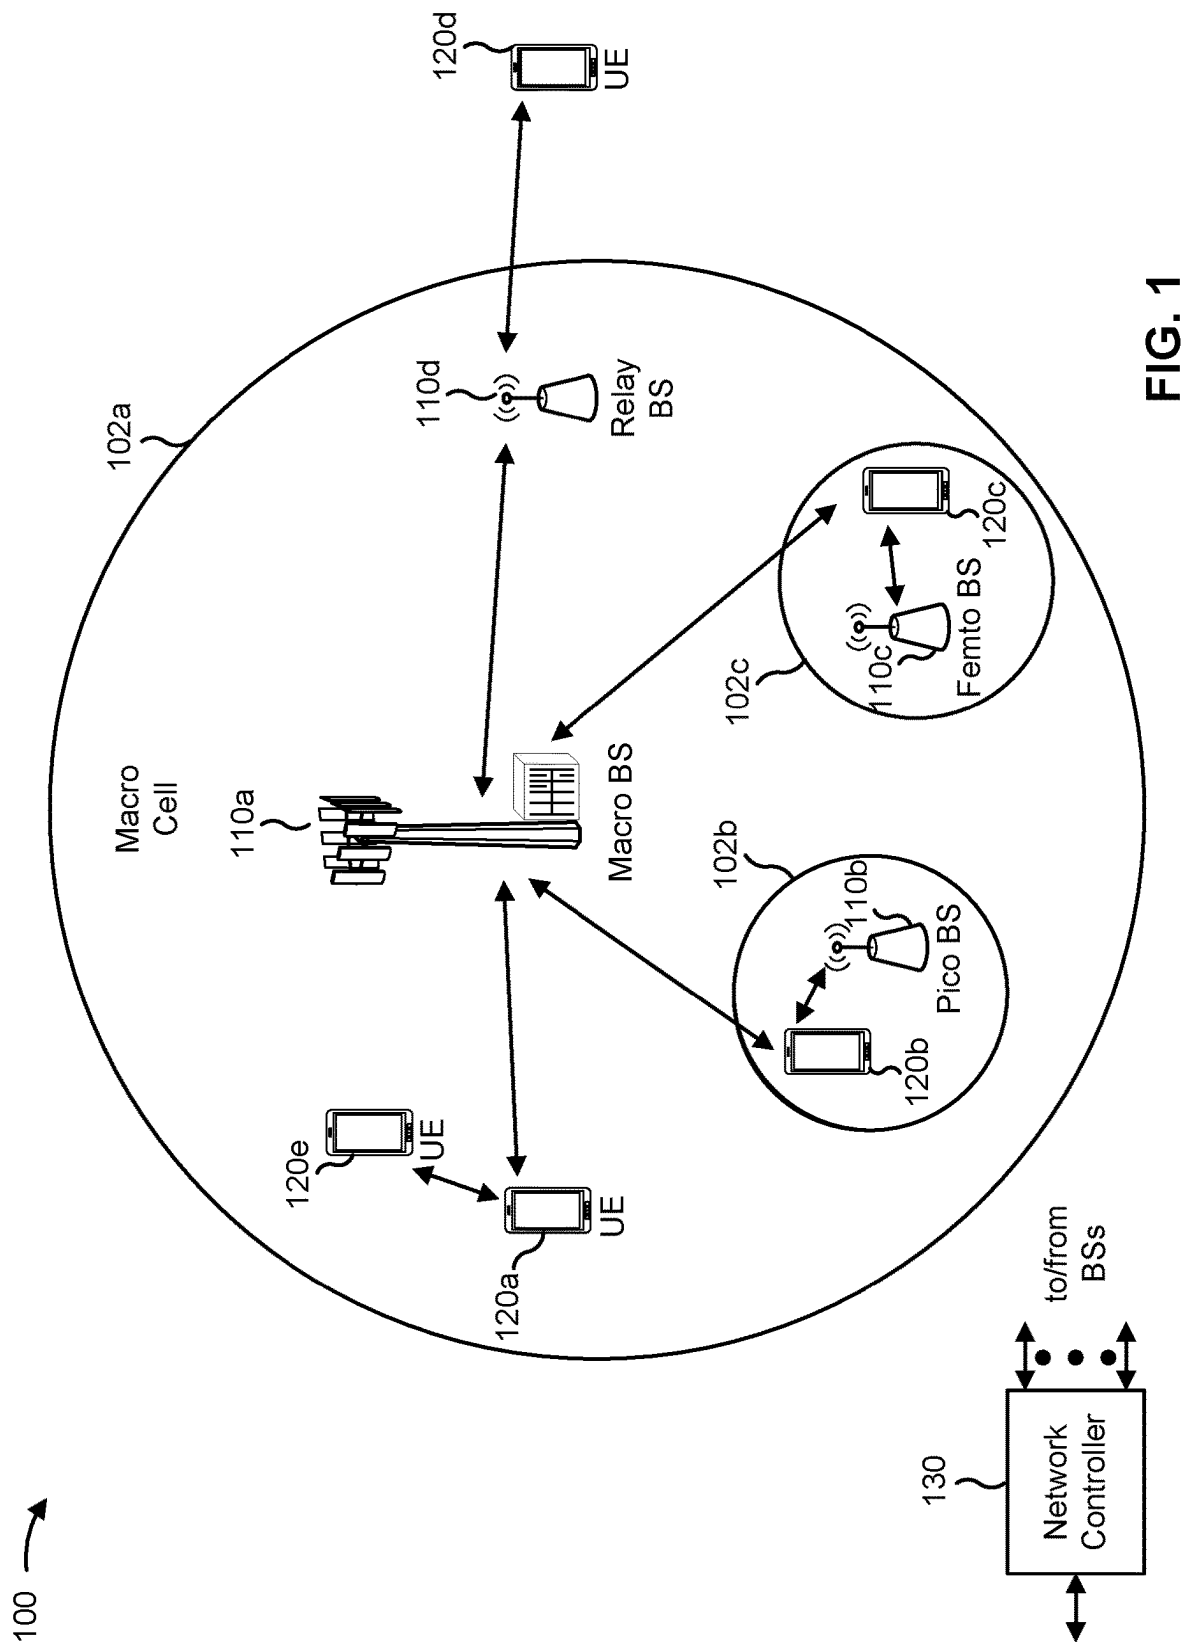 100
102a
Macro
Cell
110a
120e
UE
120a
UE
110d
Relay
BS
120d
UE
Macro BS
102b
110b
Pico BS
120b
102c
110c
Femto BS
120c
130
Network
Controller
to/from
BSs
FIG. 1